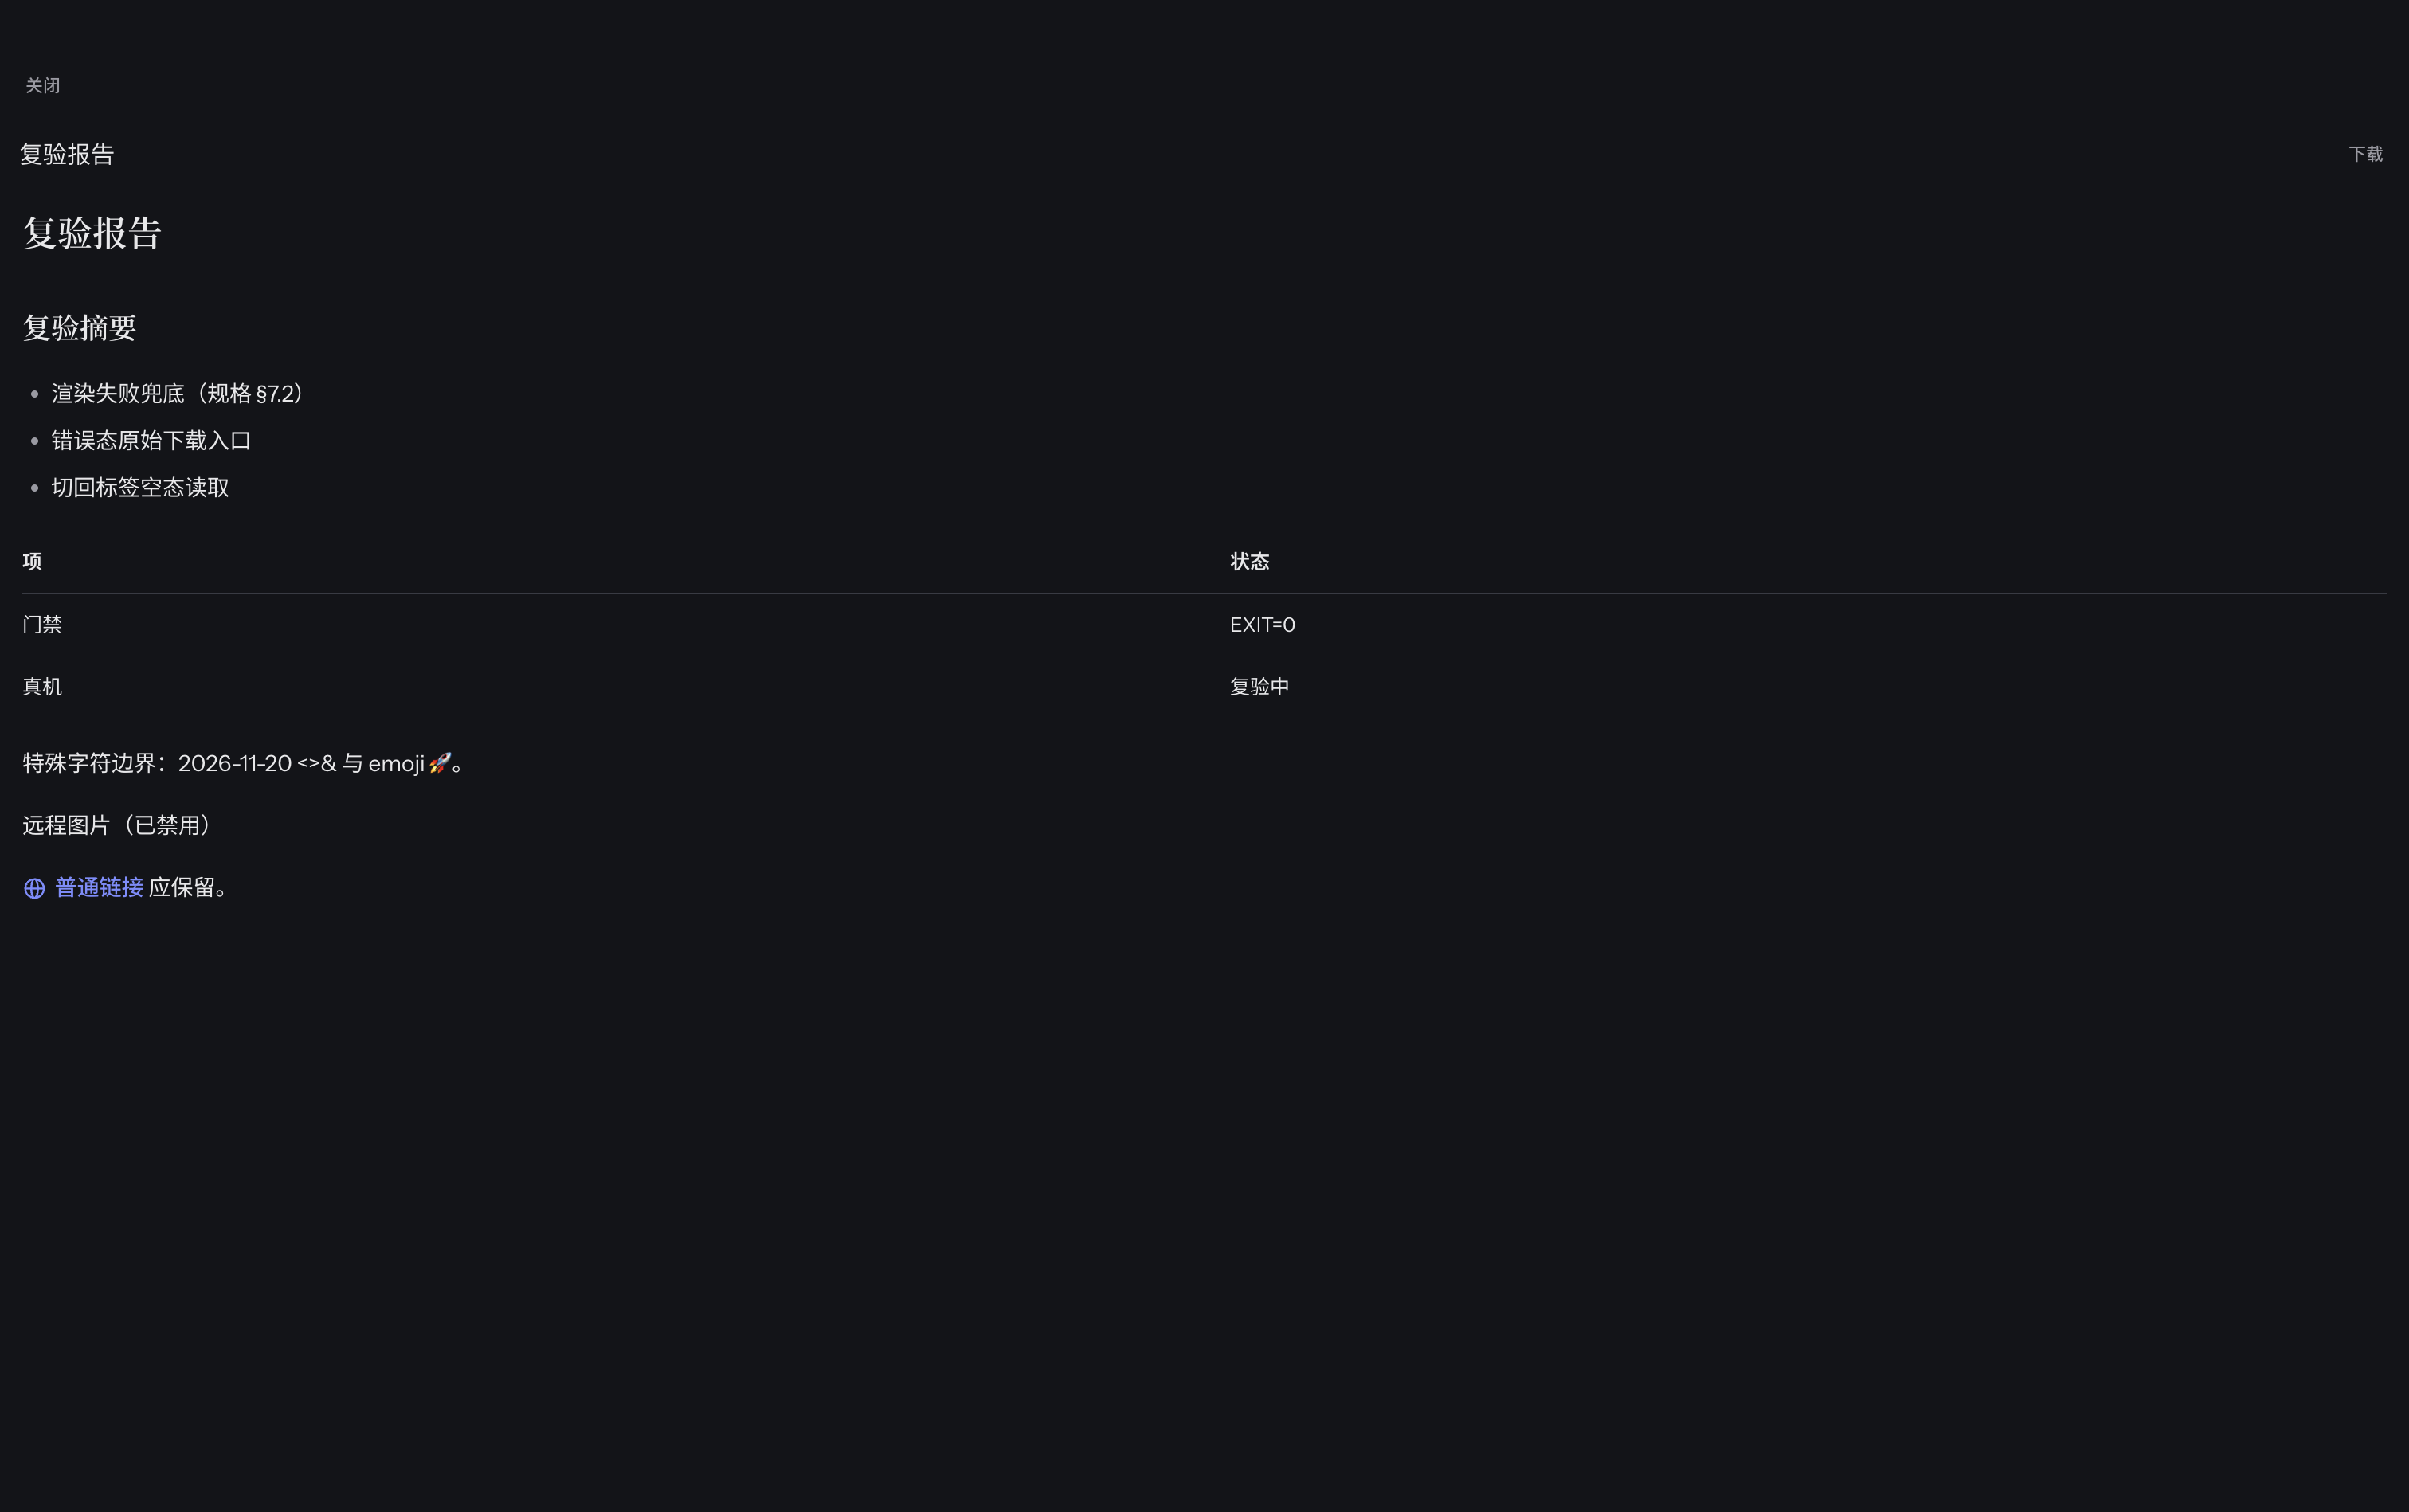 关闭
复验报告
下载
复验报告
复验摘要
渲染失败兜底（规格 §7.2）
错误态原始下载入口
切回标签空态读取
项 状态
门禁 EXIT=0
真机 复验中
特殊字符边界：2026-11-20 <>& 与 emoji 🚀。
远程图片（已禁用）
普通链接 应保留。